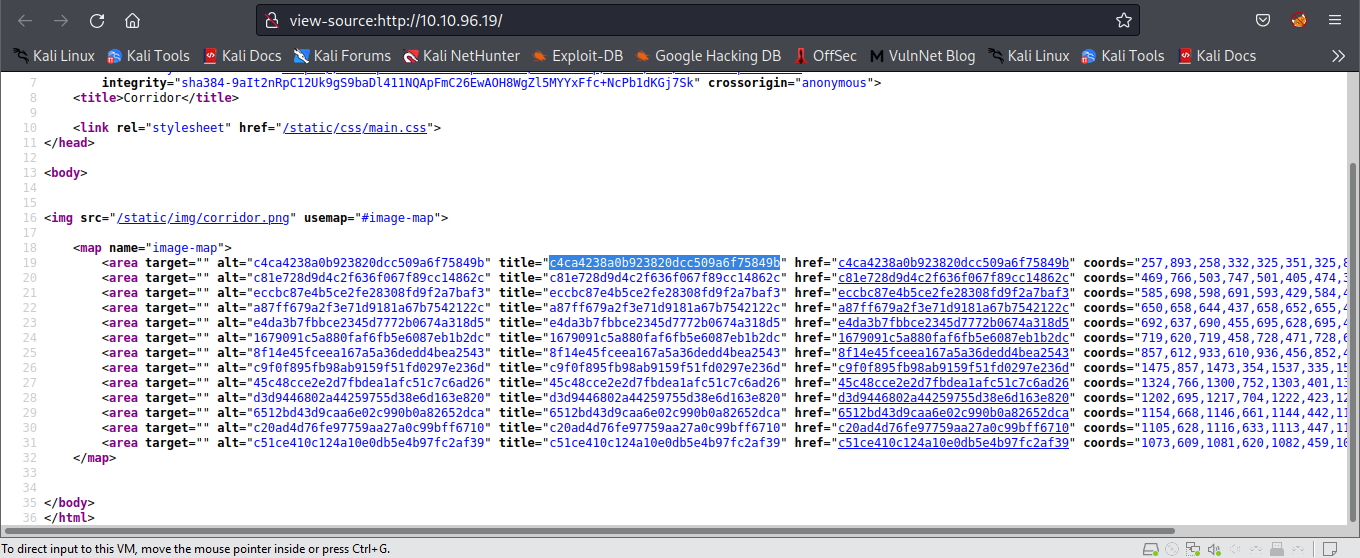 view-source:http://10.10.96.19/
Kali Linux Kali Tools Kali Docs Kali Forums Kali NetHunter Exploit-DB Google Hacking DB OffSec VulnNet Blog Kali Linux Kali Tools Kali Docs
7 integrity="sha384-9aIt2nRpC12Uk9gS9baDl411NQApFmC26EwAOH8WgZl5MYYxFfc+NcPb1dKGj7Sk" crossorigin="anonymous">
8 <title>Corridor</title>
9
10 <link rel="stylesheet" href="/static/css/main.css">
11 </head>
12
13 <body>
14
15
16 <img src="/static/img/corridor.png" usemap="#image-map">
17
18 <map name="image-map">
19 <area target="" alt="c4ca4238a0b923820dcc509a6f75849b" title="c4ca4238a0b923820dcc509a6f75849b" href="c4ca4238a0b923820dcc509a6f75849b" coords="257,893,258,332,325,351,325,8
20 <area target="" alt="c81e728d9d4c2f636f067f89cc14862c" title="c81e728d9d4c2f636f067f89cc14862c" href="c81e728d9d4c2f636f067f89cc14862c" coords="469,766,503,747,501,405,474,3
21 <area target="" alt="eccbc87e4b5ce2fe28308fd9f2a7baf3" title="eccbc87e4b5ce2fe28308fd9f2a7baf3" href="eccbc87e4b5ce2fe28308fd9f2a7baf3" coords="585,698,598,691,593,429,584,4
22 <area target="" alt="a87ff679a2f3e71d9181a67b7542122c" title="a87ff679a2f3e71d9181a67b7542122c" href="a87ff679a2f3e71d9181a67b7542122c" coords="650,658,644,437,658,652,655,4
23 <area target="" alt="e4da3b7fbbce2345d7772b0674a318d5" title="e4da3b7fbbce2345d7772b0674a318d5" href="e4da3b7fbbce2345d7772b0674a318d5" coords="692,637,690,455,695,628,695,4
24 <area target="" alt="1679091c5a880faf6fb5e6087eb1b2dc" title="1679091c5a880faf6fb5e6087eb1b2dc" href="1679091c5a880faf6fb5e6087eb1b2dc" coords="719,620,719,458,728,471,728,6
25 <area target="" alt="8f14e45fceea167a5a36dedd4bea2543" title="8f14e45fceea167a5a36dedd4bea2543" href="8f14e45fceea167a5a36dedd4bea2543" coords="857,612,933,610,936,456,852,4
26 <area target="" alt="c9f0f895fb98ab9159f51fd0297e236d" title="c9f0f895fb98ab9159f51fd0297e236d" href="c9f0f895fb98ab9159f51fd0297e236d" coords="1475,857,1473,354,1537,335,15
27 <area target="" alt="45c48cce2e2d7fbdea1afc51c7c6ad26" title="45c48cce2e2d7fbdea1afc51c7c6ad26" href="45c48cce2e2d7fbdea1afc51c7c6ad26" coords="1324,766,1300,752,1303,401,13
28 <area target="" alt="d3d9446802a44259755d38e6d163e820" title="d3d9446802a44259755d38e6d163e820" href="d3d9446802a44259755d38e6d163e820" coords="1202,695,1217,704,1222,423,12
29 <area target="" alt="6512bd43d9caa6e02c990b0a82652dca" title="6512bd43d9caa6e02c990b0a82652dca" href="6512bd43d9caa6e02c990b0a82652dca" coords="1154,668,1146,661,1144,442,11
30 <area target="" alt="c20ad4d76fe97759aa27a0c99bff6710" title="c20ad4d76fe97759aa27a0c99bff6710" href="c20ad4d76fe97759aa27a0c99bff6710" coords="1105,628,1116,633,1113,447,11
31 <area target="" alt="c51ce410c124a10e0db5e4b97fc2af39" title="c51ce410c124a10e0db5e4b97fc2af39" href="c51ce410c124a10e0db5e4b97fc2af39" coords="1073,609,1081,620,1082,459,10
32 </map>
33
34
35 </body>
36 </html>
To direct input to this VM, move the mouse pointer inside or press Ctrl+G.